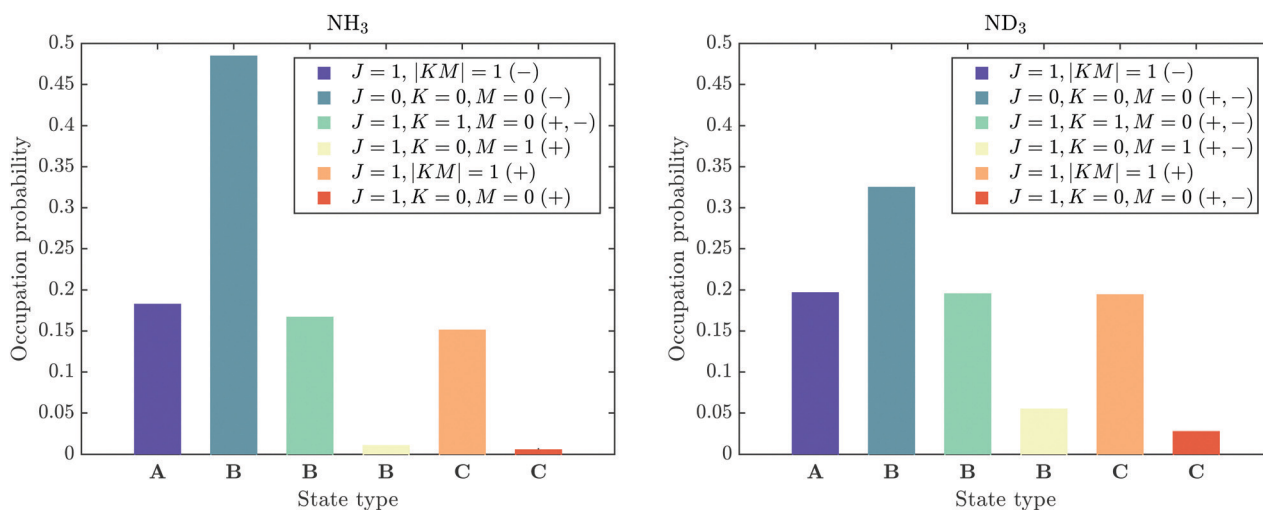 NH₃
Occupation probability
0.5
0.45
0.4
0.35
0.3
0.25
0.2
0.15
0.1
0.05
0
J = 1, |KM| = 1 (−)
J = 0, K = 0, M = 0 (−)
J = 1, K = 1, M = 0 (+, −)
J = 1, K = 0, M = 1 (+)
J = 1, |KM| = 1 (+)
J = 1, K = 0, M = 0 (+)
A B B B C C
State type
ND₃
Occupation probability
0.5
0.45
0.4
0.35
0.3
0.25
0.2
0.15
0.1
0.05
0
J = 1, |KM| = 1 (−)
J = 0, K = 0, M = 0 (+, −)
J = 1, K = 1, M = 0 (+, −)
J = 1, K = 0, M = 1 (+, −)
J = 1, |KM| = 1 (+)
J = 1, K = 0, M = 0 (+, −)
A B B B C C
State type